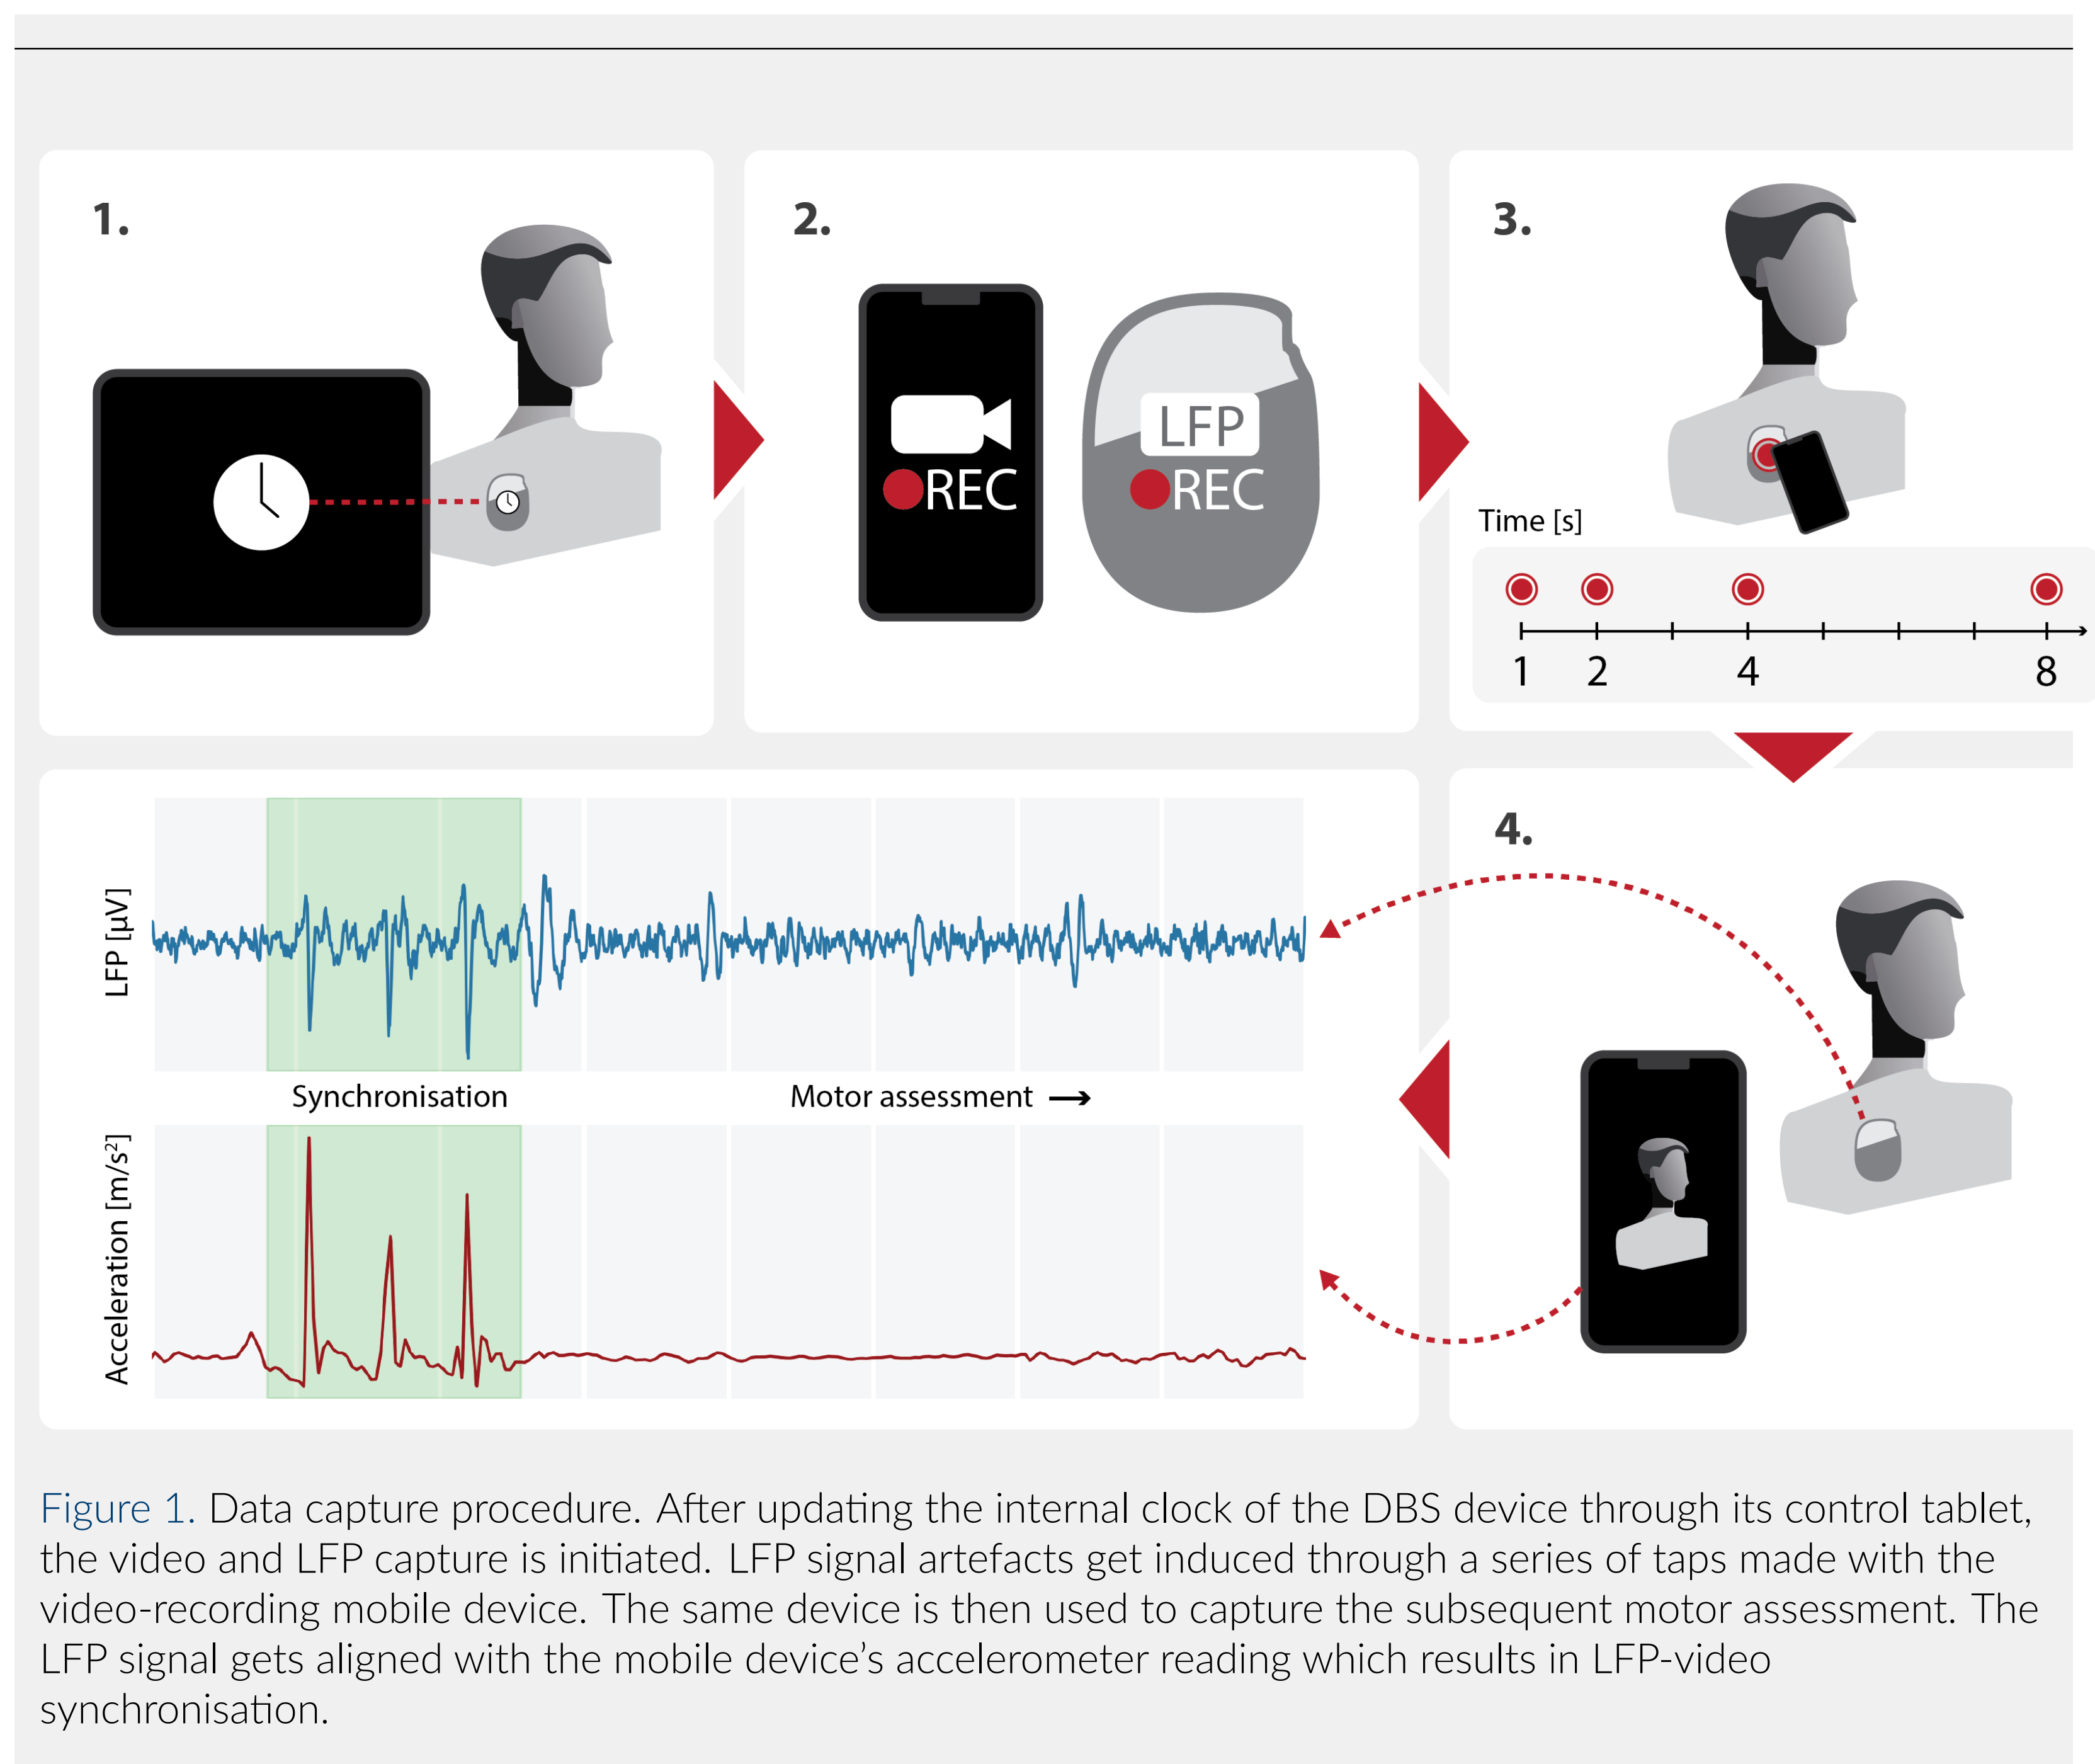 1.
2.
3.
REC
LFP
REC
Time [s]
1 2 4 8
4.
LFP [µV]
Synchronisation
Motor assessment →
Acceleration [m/s²]
Figure 1. Data capture procedure. After updating the internal clock of the DBS device through its control tablet,
the video and LFP capture is initiated. LFP signal artefacts get induced through a series of taps made with the
video-recording mobile device. The same device is then used to capture the subsequent motor assessment. The
LFP signal gets aligned with the mobile device’s accelerometer reading which results in LFP-video
synchronisation.